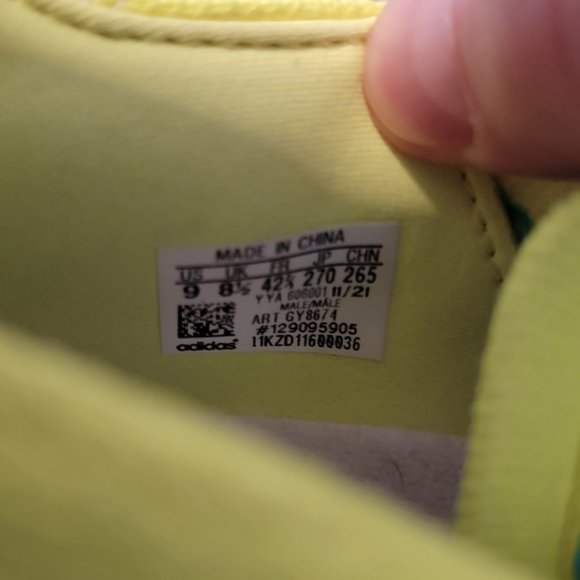 MADE IN CHINA
US UK FR JP CHN
9 8½ 42⅔ 270 265
YYA 606001 11/21
MALE/MALE
ART GY8674
#129095905
adidas 11KZD11600036